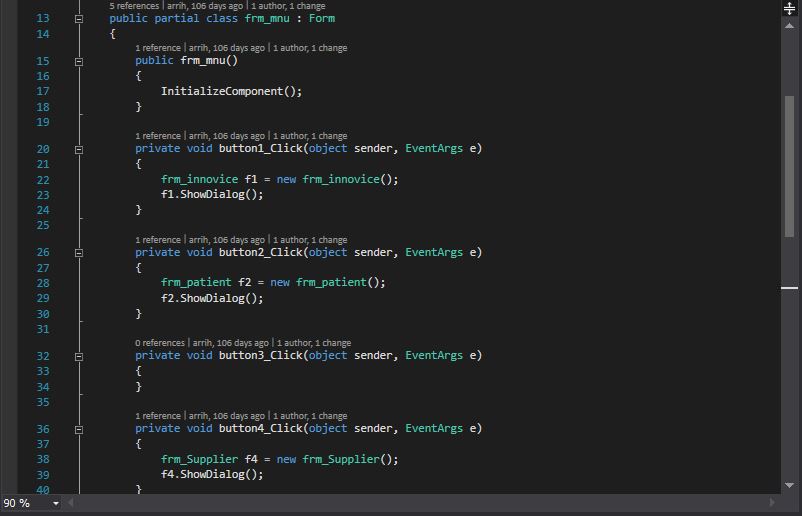 5 references | arrih, 106 days ago | 1 author, 1 change
13 public partial class frm_mnu : Form
14 {
1 reference | arrih, 106 days ago | 1 author, 1 change
15 public frm_mnu()
16 {
17 InitializeComponent();
18 }
19
1 reference | arrih, 106 days ago | 1 author, 1 change
20 private void button1_Click(object sender, EventArgs e)
21 {
22 frm_innovice f1 = new frm_innovice();
23 f1.ShowDialog();
24 }
25
1 reference | arrih, 106 days ago | 1 author, 1 change
26 private void button2_Click(object sender, EventArgs e)
27 {
28 frm_patient f2 = new frm_patient();
29 f2.ShowDialog();
30 }
31
0 references | arrih, 106 days ago | 1 author, 1 change
32 private void button3_Click(object sender, EventArgs e)
33 {
34 }
35
1 reference | arrih, 106 days ago | 1 author, 1 change
36 private void button4_Click(object sender, EventArgs e)
37 {
38 frm_Supplier f4 = new frm_Supplier();
39 f4.ShowDialog();
40 }
90 %